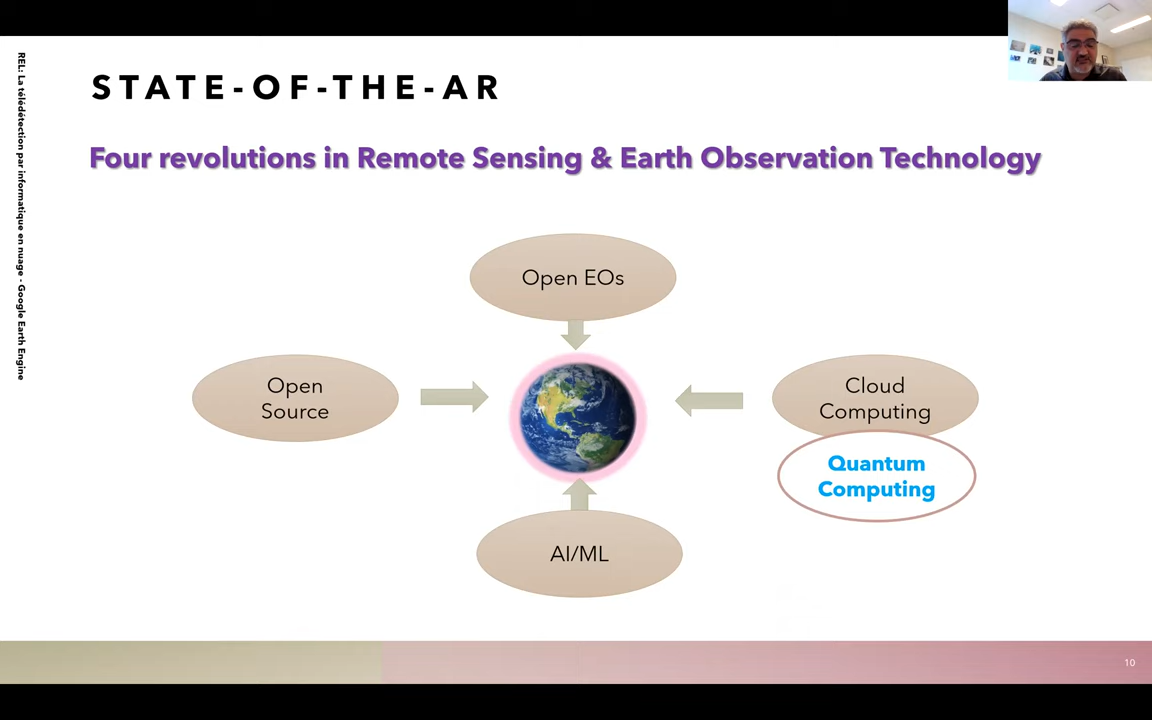 REL: La télédétection par informatique en nuage - Google Earth Engine
STATE-OF-THE-AR
Four revolutions in Remote Sensing & Earth Observation Technology
Open EOs
Open
Source
Cloud
Computing
Quantum
Computing
AI/ML
10